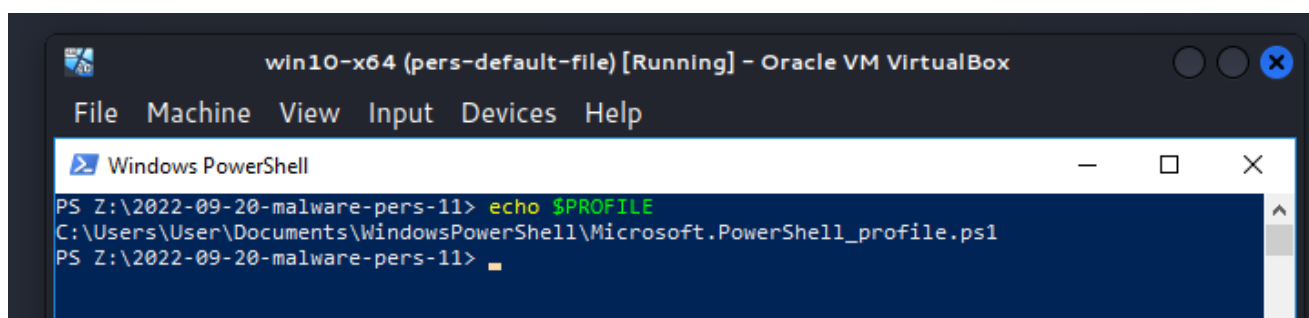 win10-x64 (pers-default-file) [Running] - Oracle VM VirtualBox
File Machine View Input Devices Help
Windows PowerShell
PS Z:\2022-09-20-malware-pers-11> echo $PROFILE
C:\Users\User\Documents\WindowsPowerShell\Microsoft.PowerShell_profile.ps1
PS Z:\2022-09-20-malware-pers-11>